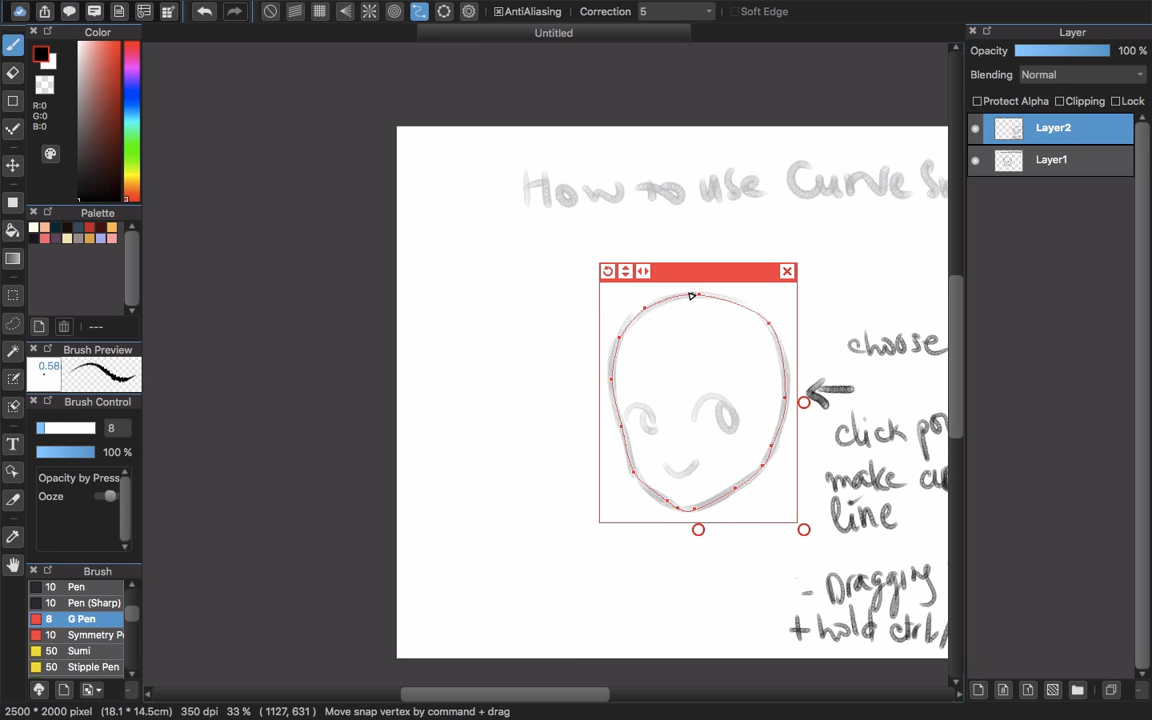 AntiAliasing Correction 5 Soft Edge
Untitled
Color
R:0
G:0
B:0
Palette
---
Brush Preview
0.58
Brush Control
8
100 %
Opacity by Press
Ooze
Brush
10 Pen
10 Pen (Sharp)
8 G Pen
10 Symmetry P
50 Sumi
50 Stipple Pen
How to use Curve
choose
click
make
line
- Dragging
+ hold ctrl/
Layer
Opacity 100 %
Blending Normal
Protect Alpha Clipping Lock
Layer2
Layer1
T
2500 * 2000 pixel (18.1 * 14.5cm) 350 dpi 33 % ( 1127, 631 ) Move snap vertex by command + drag